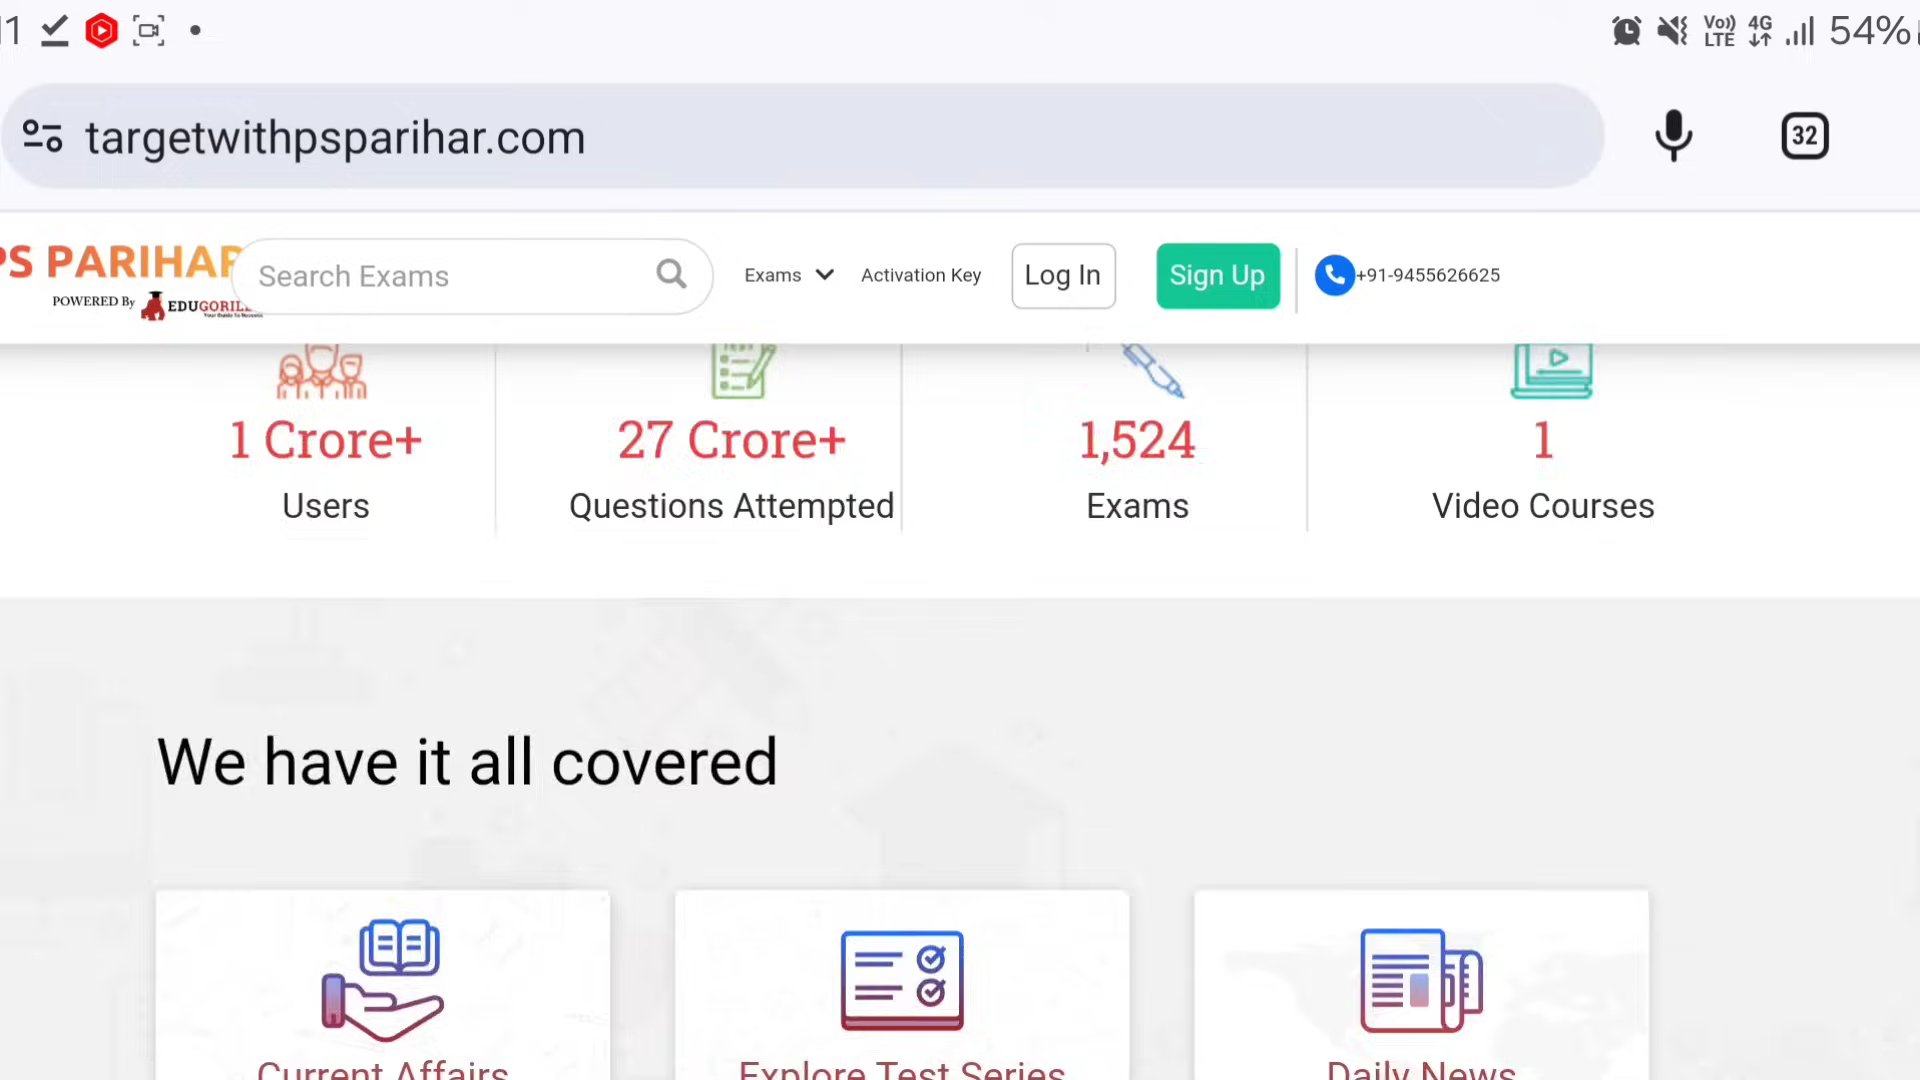 54%
targetwithpsparihar.com
32
PS PARIHAR
POWERED By EDUGORILLA
Search Exams
Exams
Activation Key
Log In
Sign Up
+91-9455626625
1 Crore+
27 Crore+
1,524
1
Users
Questions Attempted
Exams
Video Courses
We have it all covered
Current Affairs
Explore Test Series
Daily News